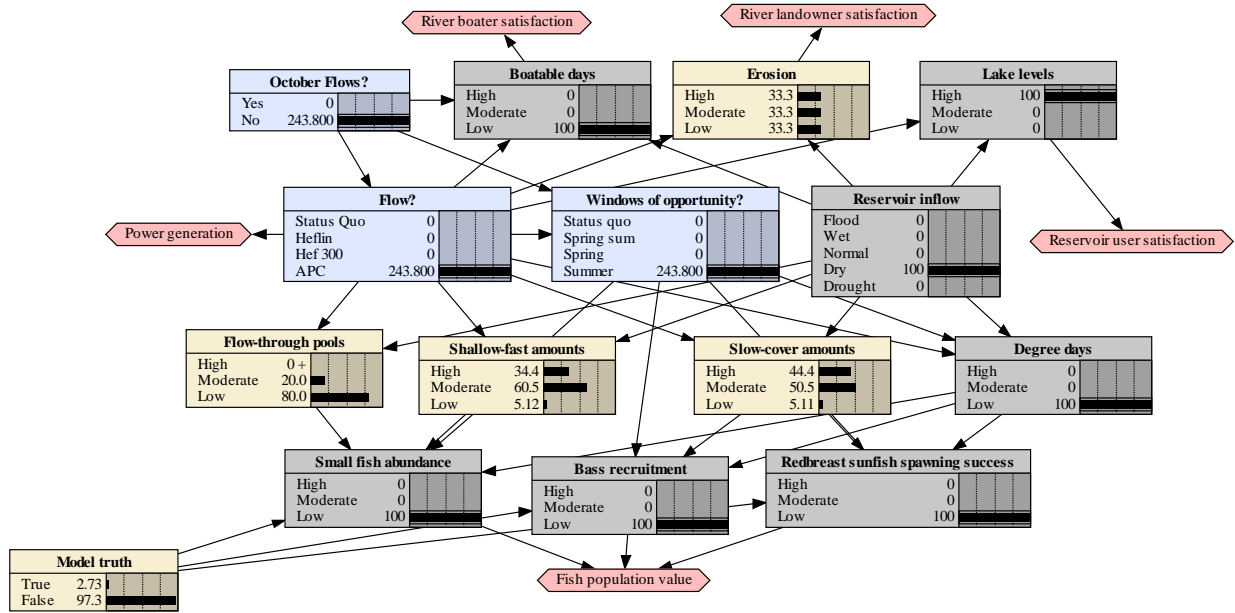 River boater satisfaction
River landowner satisfaction
October Flows?
Yes 0
No 243.800
Boatable days
High 0
Moderate 0
Low 100
Erosion
High 33.3
Moderate 33.3
Low 33.3
Lake levels
High 100
Moderate 0
Low 0
Power generation
Flow?
Status Quo 0
Heflin 0
Hef 300 0
APC 243.800
Windows of opportunity?
Status quo 0
Spring sum 0
Spring 0
Summer 243.800
Reservoir inflow
Flood 0
Wet 0
Normal 0
Dry 100
Drought 0
Reservoir user satisfaction
Flow-through pools
High 0 +
Moderate 20.0
Low 80.0
Shallow-fast amounts
High 34.4
Moderate 60.5
Low 5.12
Slow-cover amounts
High 44.4
Moderate 50.5
Low 5.11
Degree days
High 0
Moderate 0
Low 100
Small fish abundance
High 0
Moderate 0
Low 100
Bass recruitment
High 0
Moderate 0
Low 100
Redbreast sunfish spawning success
High 0
Moderate 0
Low 100
Model truth
True 2.73
False 97.3
Fish population value